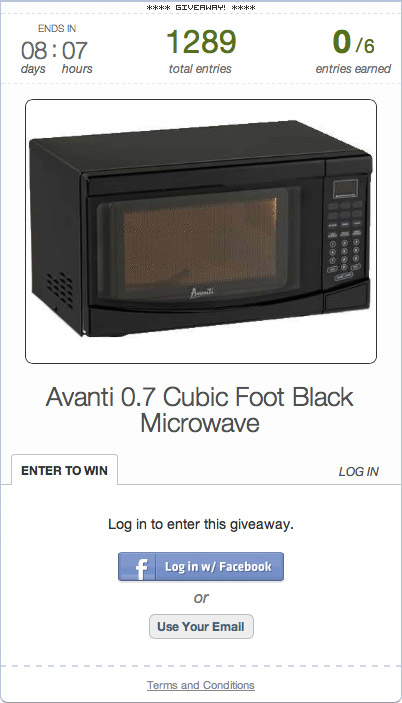 **** GIVEAWAY! ****
ENDS IN
08 : 07
days hours
1289
total entries
0/6
entries earned
Avanti
Avanti 0.7 Cubic Foot Black
Microwave
ENTER TO WIN
LOG IN
Log in to enter this giveaway.
f Log in w/ Facebook
or
Use Your Email
Terms and Conditions